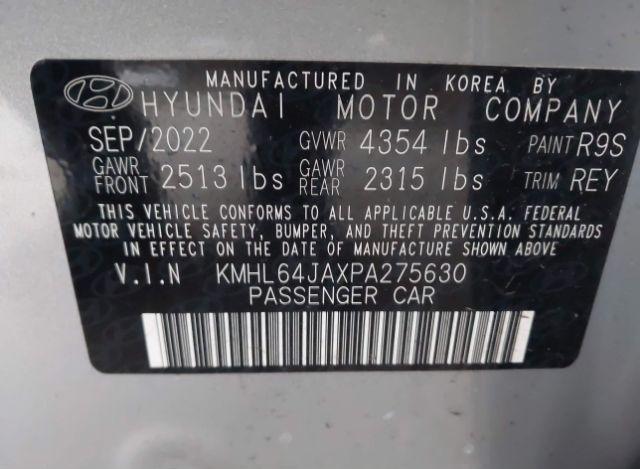 MANUFACTURED IN KOREA BY
HYUNDAI MOTOR COMPANY
SEP/2022 GVWR 4354 lbs PAINT R9S
GAWR FRONT 2513 lbs GAWR REAR 2315 lbs TRIM REY
THIS VEHICLE CONFORMS TO ALL APPLICABLE U.S.A. FEDERAL
MOTOR VEHICLE SAFETY, BUMPER, AND THEFT PREVENTION STANDARDS
IN EFFECT ON THE DATE OF MANUFACTURE SHOWN ABOVE
V.I.N KMHL64JAXPA275630
PASSENGER CAR